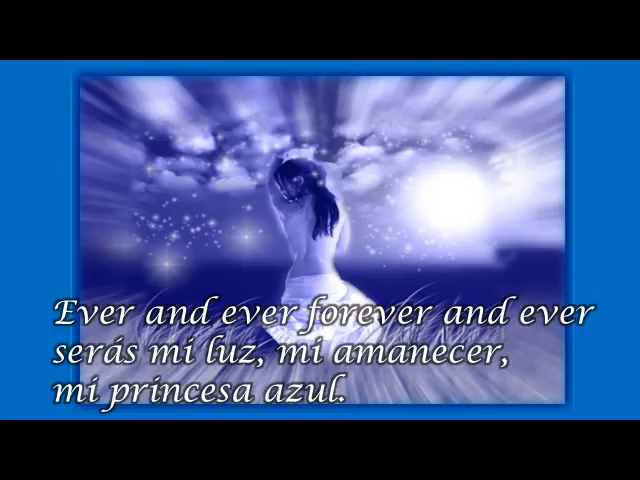 Ever and ever forever and ever
serás mi luz, mi amanecer,
mi princesa azul.